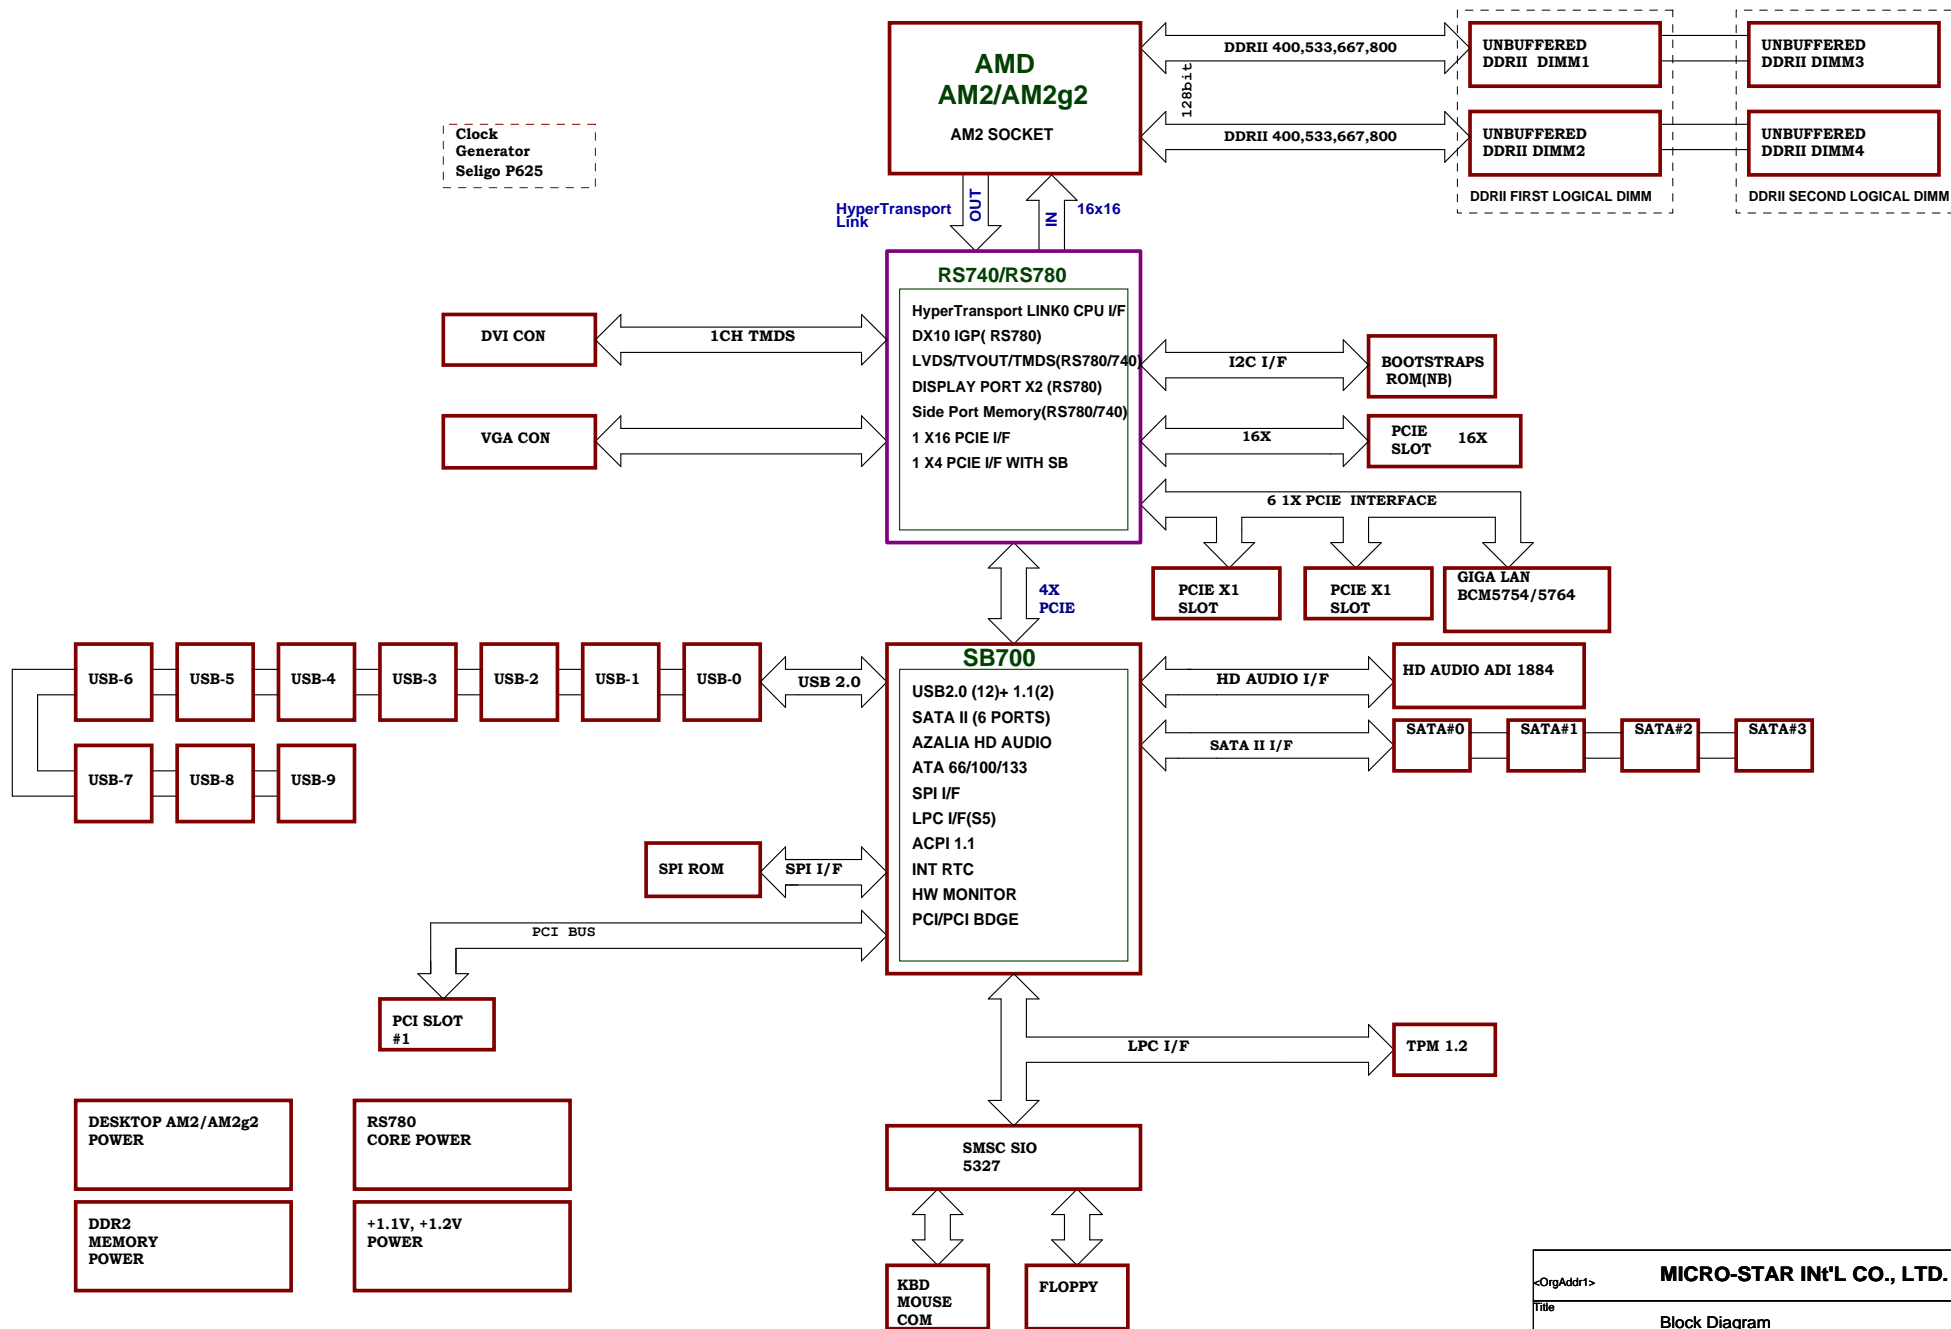 AMD
AM2/AM2g2
AM2 SOCKET
DDRII 400,533,667,800
128bit
DDRII 400,533,667,800
UNBUFFERED
DDRII DIMM1
UNBUFFERED
DDRII DIMM3
UNBUFFERED
DDRII DIMM2
UNBUFFERED
DDRII DIMM4
DDRII FIRST LOGICAL DIMM
DDRII SECOND LOGICAL DIMM
Clock
Generator
Seligo P625
HyperTransport
Link
OUT
IN
16x16
RS740/RS780
HyperTransport LINK0 CPU I/F
DX10 IGP( RS780)
LVDS/TVOUT/TMDS(RS780/740)
DISPLAY PORT X2 (RS780)
Side Port Memory(RS780/740)
1 X16 PCIE I/F
1 X4 PCIE I/F WITH SB
DVI CON
1CH TMDS
VGA CON
I2C I/F
BOOTSTRAPS
ROM(NB)
16X
PCIE
SLOT 16X
6 1X PCIE INTERFACE
PCIE X1
SLOT
PCIE X1
SLOT
GIGA LAN
BCM5754/5764
4X
PCIE
USB-6
USB-5
USB-4
USB-3
USB-2
USB-1
USB-0
USB 2.0
USB-7
USB-8
USB-9
SB700
USB2.0 (12)+ 1.1(2)
SATA II (6 PORTS)
AZALIA HD AUDIO
ATA 66/100/133
SPI I/F
LPC I/F(S5)
ACPI 1.1
INT RTC
HW MONITOR
PCI/PCI BDGE
HD AUDIO I/F
HD AUDIO ADI 1884
SATA II I/F
SATA#0
SATA#1
SATA#2
SATA#3
SPI ROM
SPI I/F
PCI BUS
PCI SLOT
#1
LPC I/F
TPM 1.2
SMSC SIO
5327
KBD
MOUSE
COM
FLOPPY
DESKTOP AM2/AM2g2
POWER
RS780
CORE POWER
DDR2
MEMORY
POWER
+1.1V, +1.2V
POWER
<OrgAddr1>
MICRO-STAR INt'L CO., LTD.
Title
Block Diagram